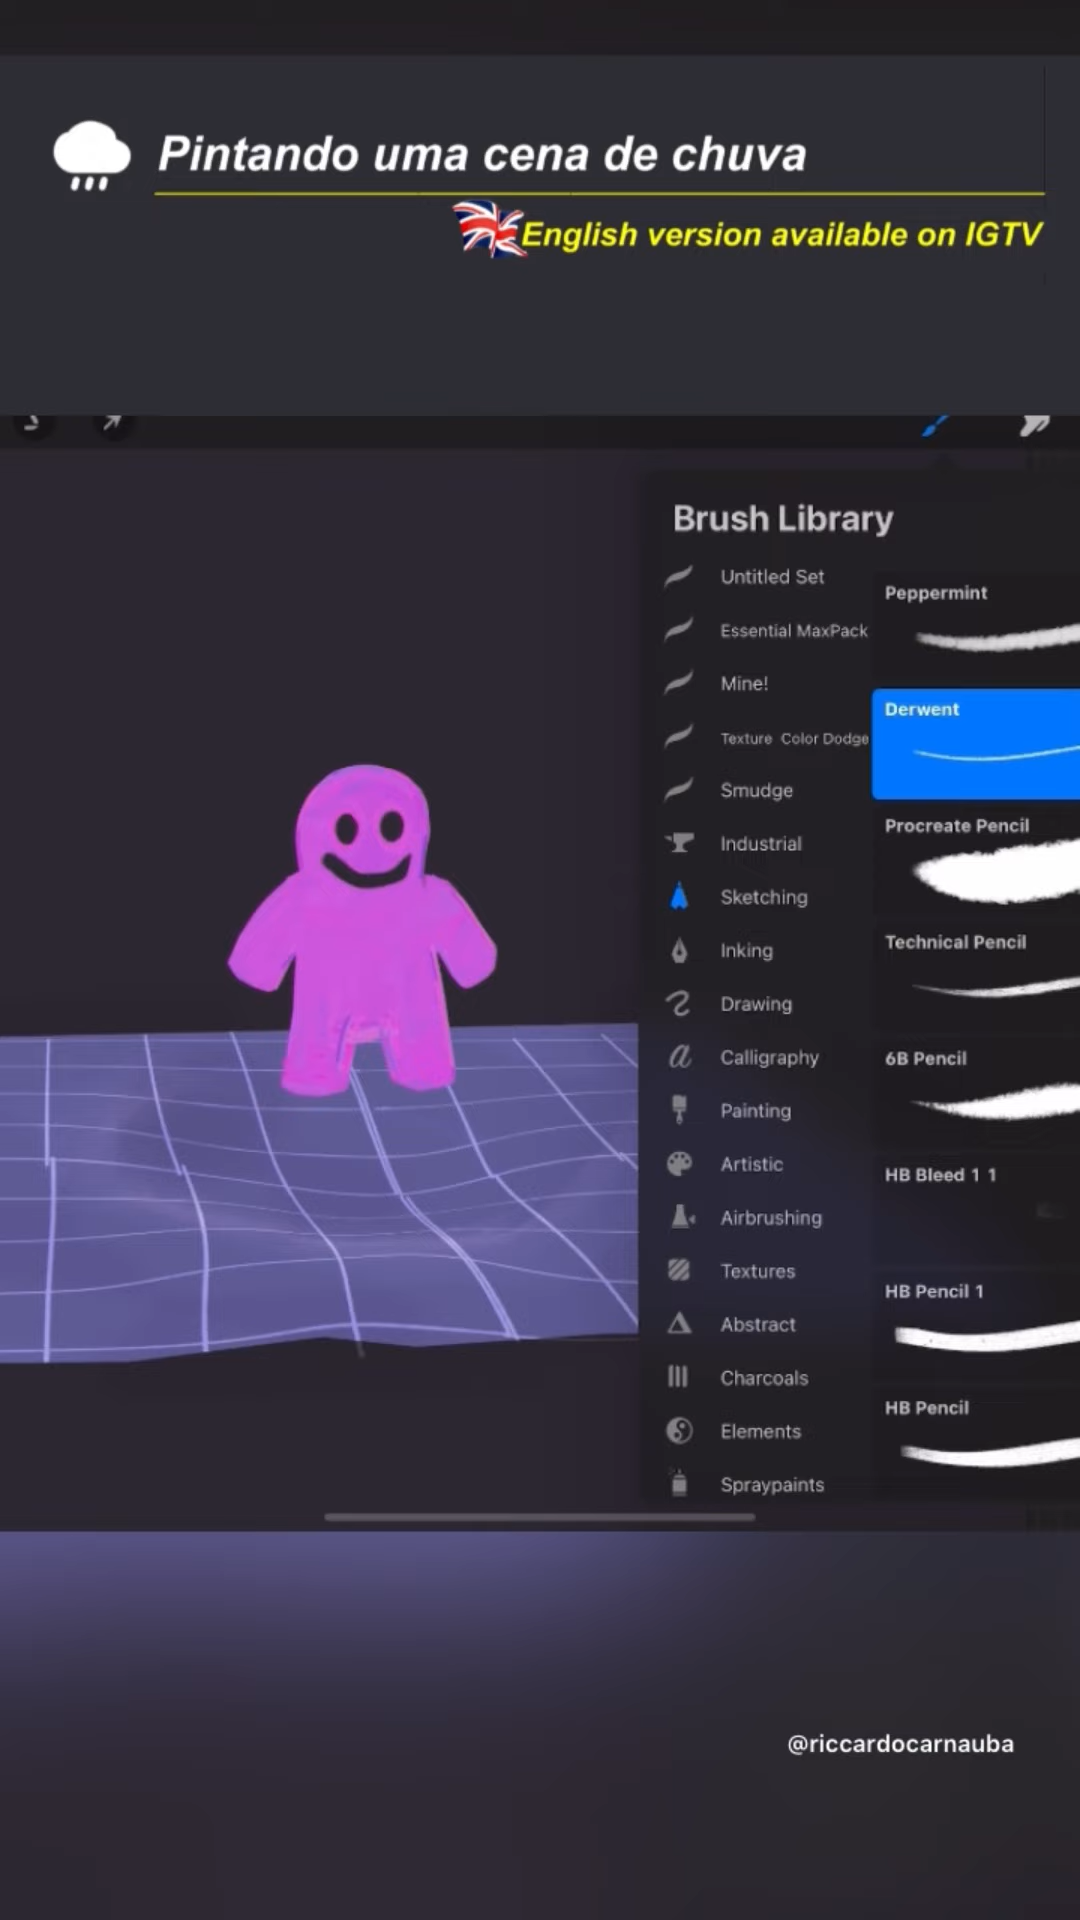 Pintando uma cena de chuva
English version available on IGTV
Brush Library
Untitled Set
Essential MaxPack
Mine!
Texture Color Dodge
Smudge
Industrial
Sketching
Inking
Drawing
Calligraphy
Painting
Artistic
Airbrushing
Textures
Abstract
Charcoals
Elements
Spraypaints
Peppermint
Derwent
Procreate Pencil
Technical Pencil
6B Pencil
HB Bleed 1 1
HB Pencil 1
HB Pencil
@riccardocarnauba